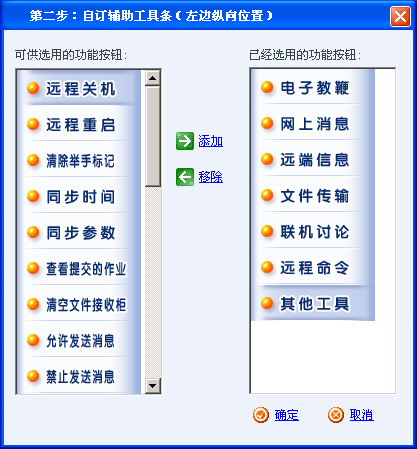 第二步：自订辅助工具条（左边纵向位置）
可供选用的功能按钮:
远程关机
远程重启
清除举手标记
同步时间
同步参数
查看提交的作业
清空文件接收柜
允许发送消息
禁止发送消息
添加
移除
已经选用的功能按钮:
电子教鞭
网上消息
远端信息
文件传输
联机讨论
远程命令
其他工具
确定
取消